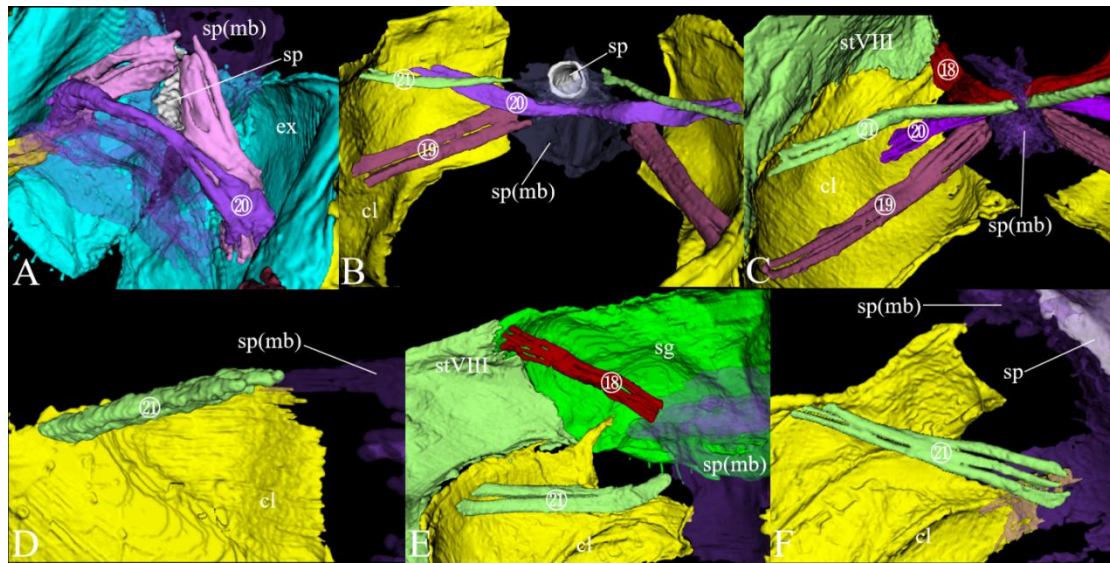 sp(mb)
sp
ex
⑳
A
sp
㉑
⑳
⑲
sp(mb)
cl
B
stVIII
⑱
㉑
⑳
cl
⑲
sp(mb)
C
sp(mb)
㉑
cl
D
stVIII
sg
⑱
sp(mb)
㉑
cl
E
sp(mb)
sp
㉑
cl
F